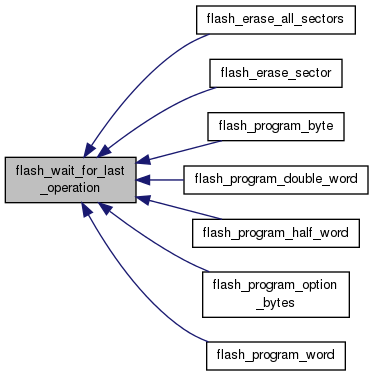 flash_erase_all_sectors
flash_erase_sector
flash_program_byte
flash_wait_for_last
_operation
flash_program_double_word
flash_program_half_word
flash_program_option
_bytes
flash_program_word